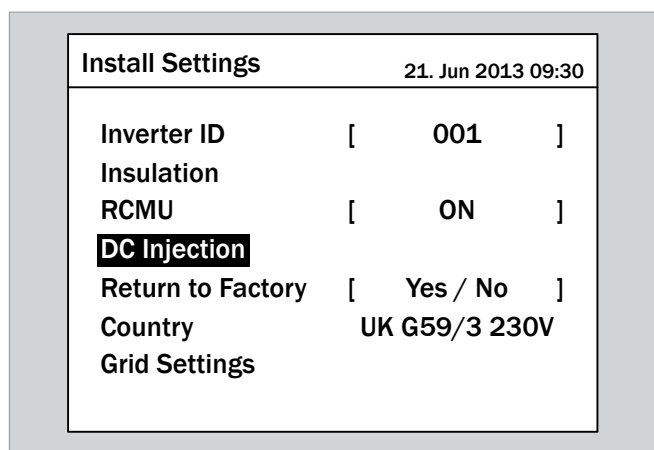 Install Settings 21. Jun 2013 09:30
Inverter ID [ 001 ]
Insulation
RCMU [ ON ]
DC Injection
Return to Factory [ Yes / No ]
Country UK G59/3 230V
Grid Settings